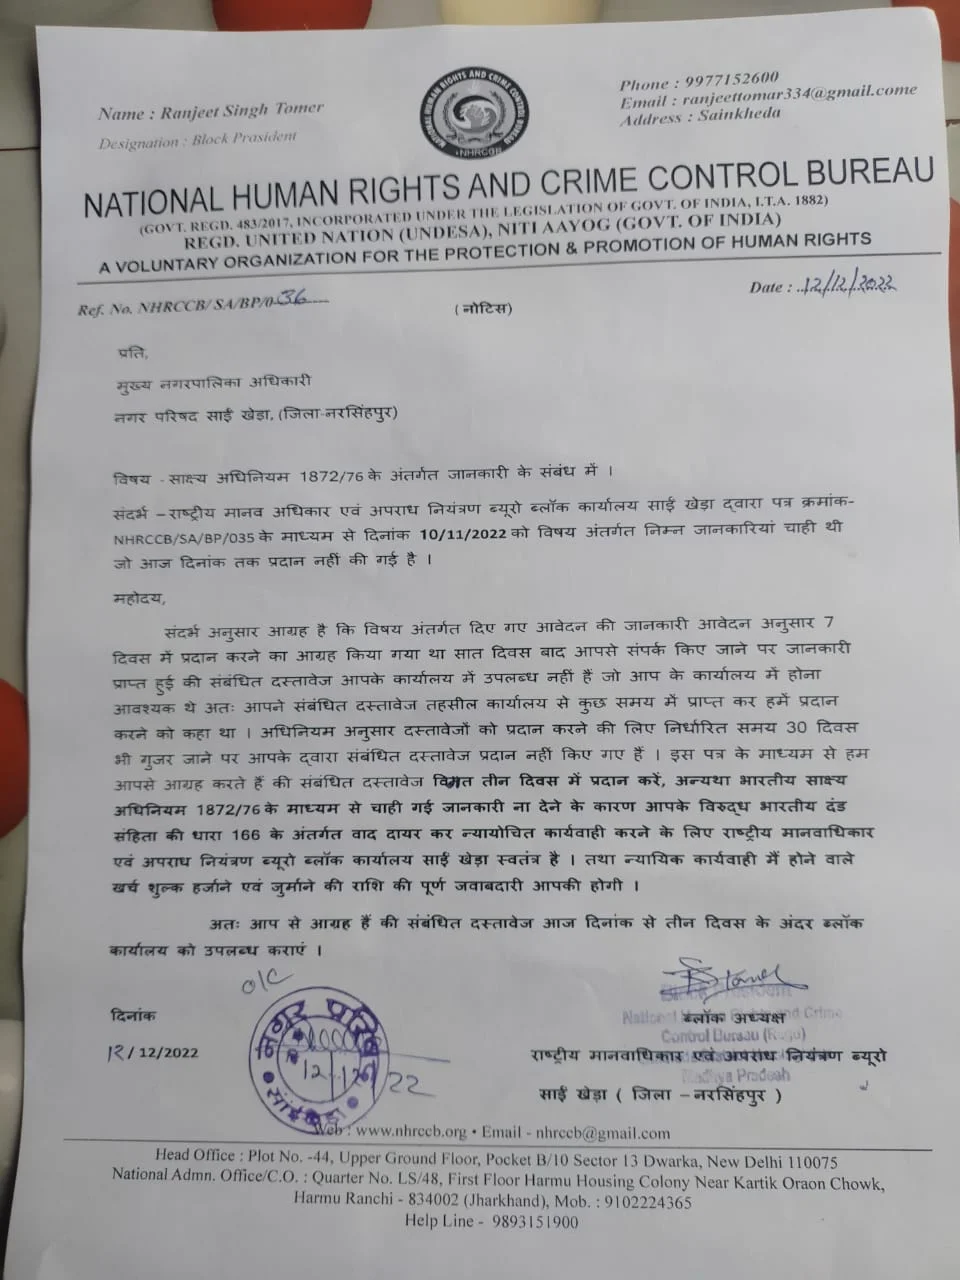 Name : Ranjeet Singh Tomer
Designation : Block Prasident
NATIONAL HUMAN RIGHTS AND CRIME CONTROL BUREAU
NHRCCB
Phone : 9977152600
Email : ranjeettomar334@gmail.come
Address : Sainkheda
NATIONAL HUMAN RIGHTS AND CRIME CONTROL BUREAU
(GOVT. REGD. 483/2017, INCORPORATED UNDER THE LEGISLATION OF GOVT. OF INDIA, I.T.A. 1882)
REGD. UNITED NATION (UNDESA), NITI AAYOG (GOVT. OF INDIA)
A VOLUNTARY ORGANIZATION FOR THE PROTECTION & PROMOTION OF HUMAN RIGHTS
Ref. No. NHRCCB/ SA/BP/0 36
Date : 12/12/2022
(नोटिस)
प्रति,
मुख्य नगरपालिका अधिकारी
नगर परिषद साईं खेड़ा, (जिला-नरसिंहपुर)
विषय - साक्ष्य अधिनियम 1872/76 के अंतर्गत जानकारी के संबंध में ।
संदर्भ – राष्ट्रीय मानव अधिकार एवं अपराध नियंत्रण ब्यूरो ब्लॉक कार्यालय साईं खेड़ा द्वारा पत्र क्रमांक-
NHRCCB/SA/BP/035 के माध्यम से दिनांक 10/11/2022 को विषय अंतर्गत निम्न जानकारियां चाही थी
जो आज दिनांक तक प्रदान नहीं की गई है ।
महोदय,
संदर्भ अनुसार आग्रह है कि विषय अंतर्गत दिए गए आवेदन की जानकारी आवेदन अनुसार 7
दिवस में प्रदान करने का आग्रह किया गया था सात दिवस बाद आपसे संपर्क किए जाने पर जानकारी
प्राप्त हुई की संबंधित दस्तावेज आपके कार्यालय में उपलब्ध नहीं हैं जो आप के कार्यालय में होना
आवश्यक थे अतः आपने संबंधित दस्तावेज तहसील कार्यालय से कुछ समय में प्राप्त कर हमें प्रदान
करने को कहा था । अधिनियम अनुसार दस्तावेजों को प्रदान करने की लिए निर्धारित समय 30 दिवस
भी गुजर जाने पर आपके द्वारा संबंधित दस्तावेज प्रदान नहीं किए गए हैं । इस पत्र के माध्यम से हम
आपसे आग्रह करते हैं की संबंधित दस्तावेज तीन दिवस में प्रदान करें, अन्यथा भारतीय साक्ष्य
अधिनियम 1872/76 के माध्यम से चाही गई जानकारी ना देने के कारण आपके विरुद्ध भारतीय दंड
संहिता की धारा 166 के अंतर्गत वाद दायर कर न्यायोचित कार्यवाही करने के लिए राष्ट्रीय मानवाधिकार
एवं अपराध नियंत्रण ब्यूरो ब्लॉक कार्यालय साईं खेड़ा स्वतंत्र है । तथा न्यायिक कार्यवाही मैं होने वाले
खर्च शुल्क हर्जाने एवं जुर्माने की राशि की पूर्ण जवाबदारी आपकी होगी ।
अतः आप से आग्रह हैं की संबंधित दस्तावेज आज दिनांक से तीन दिवस के अंदर ब्लॉक
कार्यालय को उपलब्ध कराएं ।
O/C
नगर परिषद
साईंखेड़ा
12/12/22
दिनांक
12/12/2022
Block President
National Human Rights and Crime
Control Bureau (Regd)
Madhya Pradesh
ब्लॉक अध्यक्ष
राष्ट्रीय मानवाधिकार एवं अपराध नियंत्रण ब्यूरो
साईं खेड़ा ( जिला – नरसिंहपुर )
Web : www.nhrccb.org • Email - nhrccb@gmail.com
Head Office : Plot No. -44, Upper Ground Floor, Pocket B/10 Sector 13 Dwarka, New Delhi 110075
National Admn. Office/C.O. : Quarter No. LS/48, First Floor Harmu Housing Colony Near Kartik Oraon Chowk,
Harmu Ranchi - 834002 (Jharkhand), Mob. : 9102224365
Help Line - 9893151900